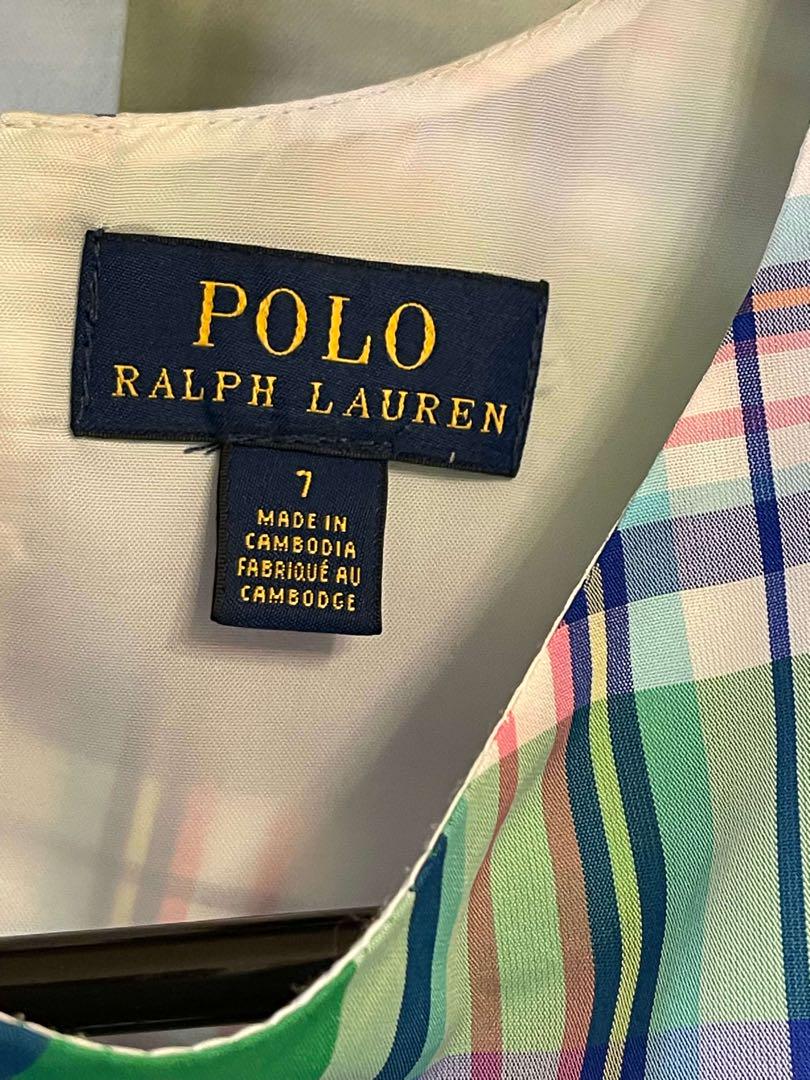 POLO
RALPH LAUREN
7
MADE IN
CAMBODIA
FABRIQUÉ AU
CAMBODGE